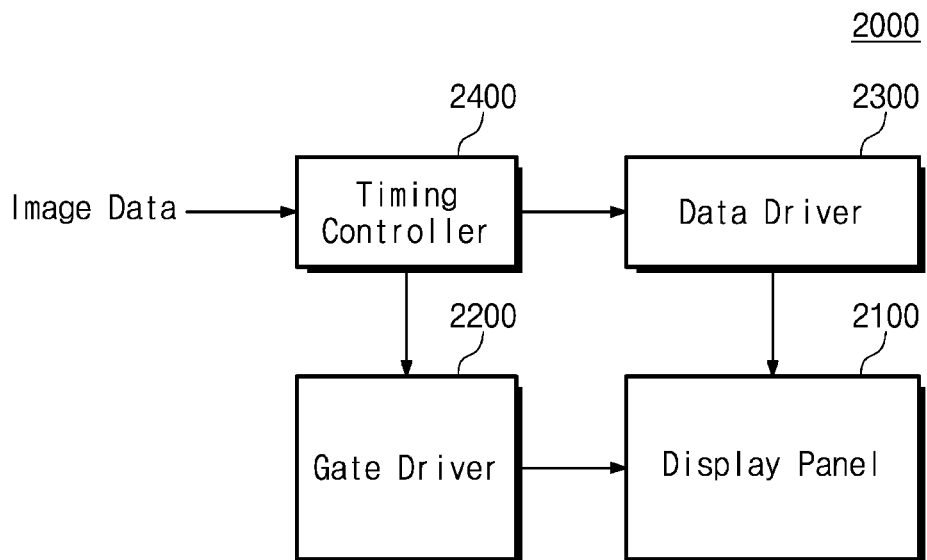 2000
2400
2300
Image Data
Timing
Controller
Data Driver
2200
2100
Gate Driver
Display Panel